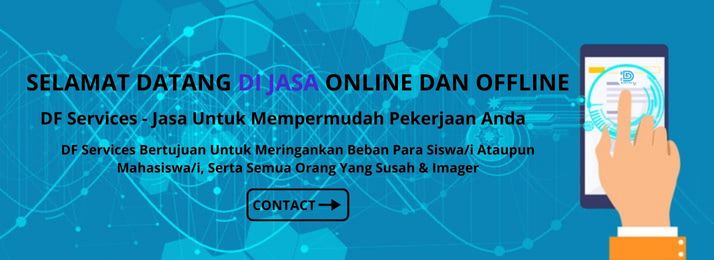 SELAMAT DATANG DI JASA ONLINE DAN OFFLINE
DF Services - Jasa Untuk Mempermudah Pekerjaan Anda
DF Services Bertujuan Untuk Meringankan Beban Para Siswa/i Ataupun
Mahasiswa/i, Serta Semua Orang Yang Susah & Imager
CONTACT